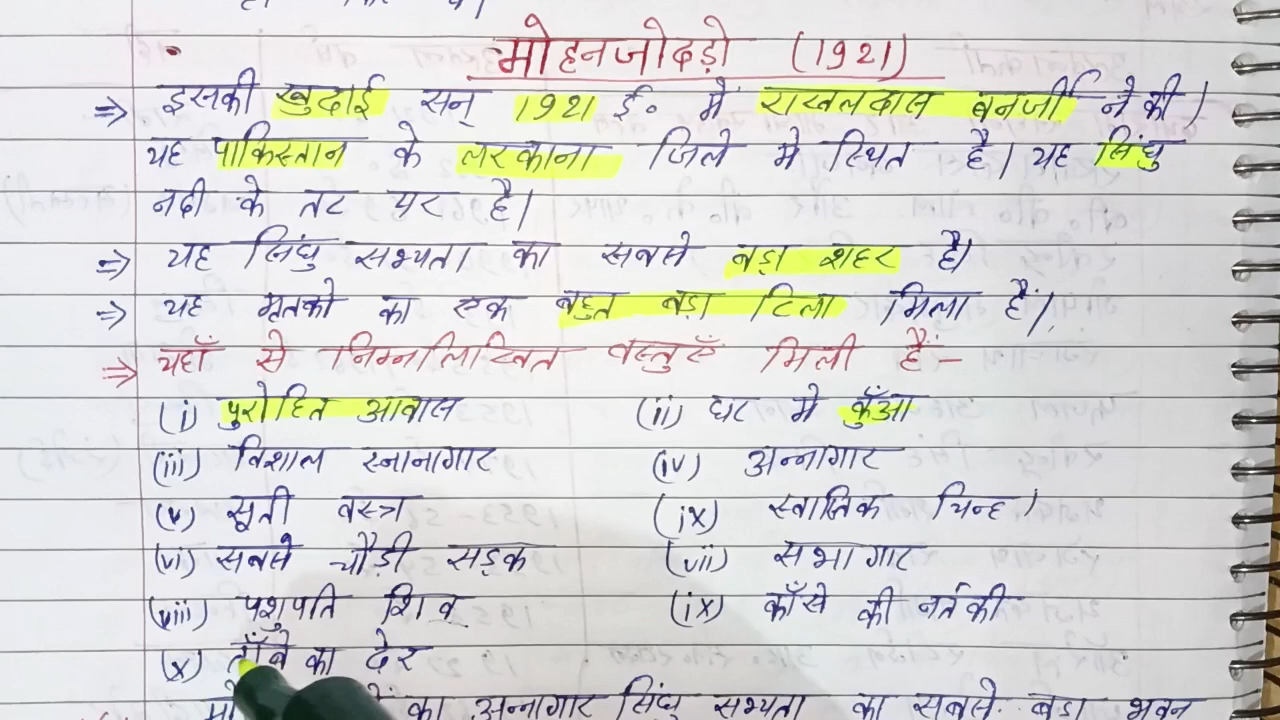 मोहनजोदड़ो (1921)
⇒ इसकी खुदाई सन् 1921 ई॰ में राखलदास बनर्जी ने की।
यह पाकिस्तान के लरकाना जिले मे स्थित है। यह सिंधु
नदी के तट पर है।
⇒ यह सिंधु सभ्यता का सबसे बड़ा शहर है।
⇒ यह मृतको का एक बहुत बड़ा टिला मिला हैं।
⇒ यहाँ से निम्नलिखित वस्तुएँ मिली हैं-
(i) पुरोहित आवास (ii) घर मे कुँआ
(iii) विशाल स्नानागार (iv) अन्नागार
(v) सूती वस्त्र (ix) स्वास्तिक चिन्ह।
(vi) सबसे चौड़ी सड़क (vii) सभागार
(viii) पशुपति शिव (ix) काँसे की नर्तकी
(x) ताँबे का ढेर
का अन्नागार सिंधु सभ्यता का सबसे बड़ा भवन